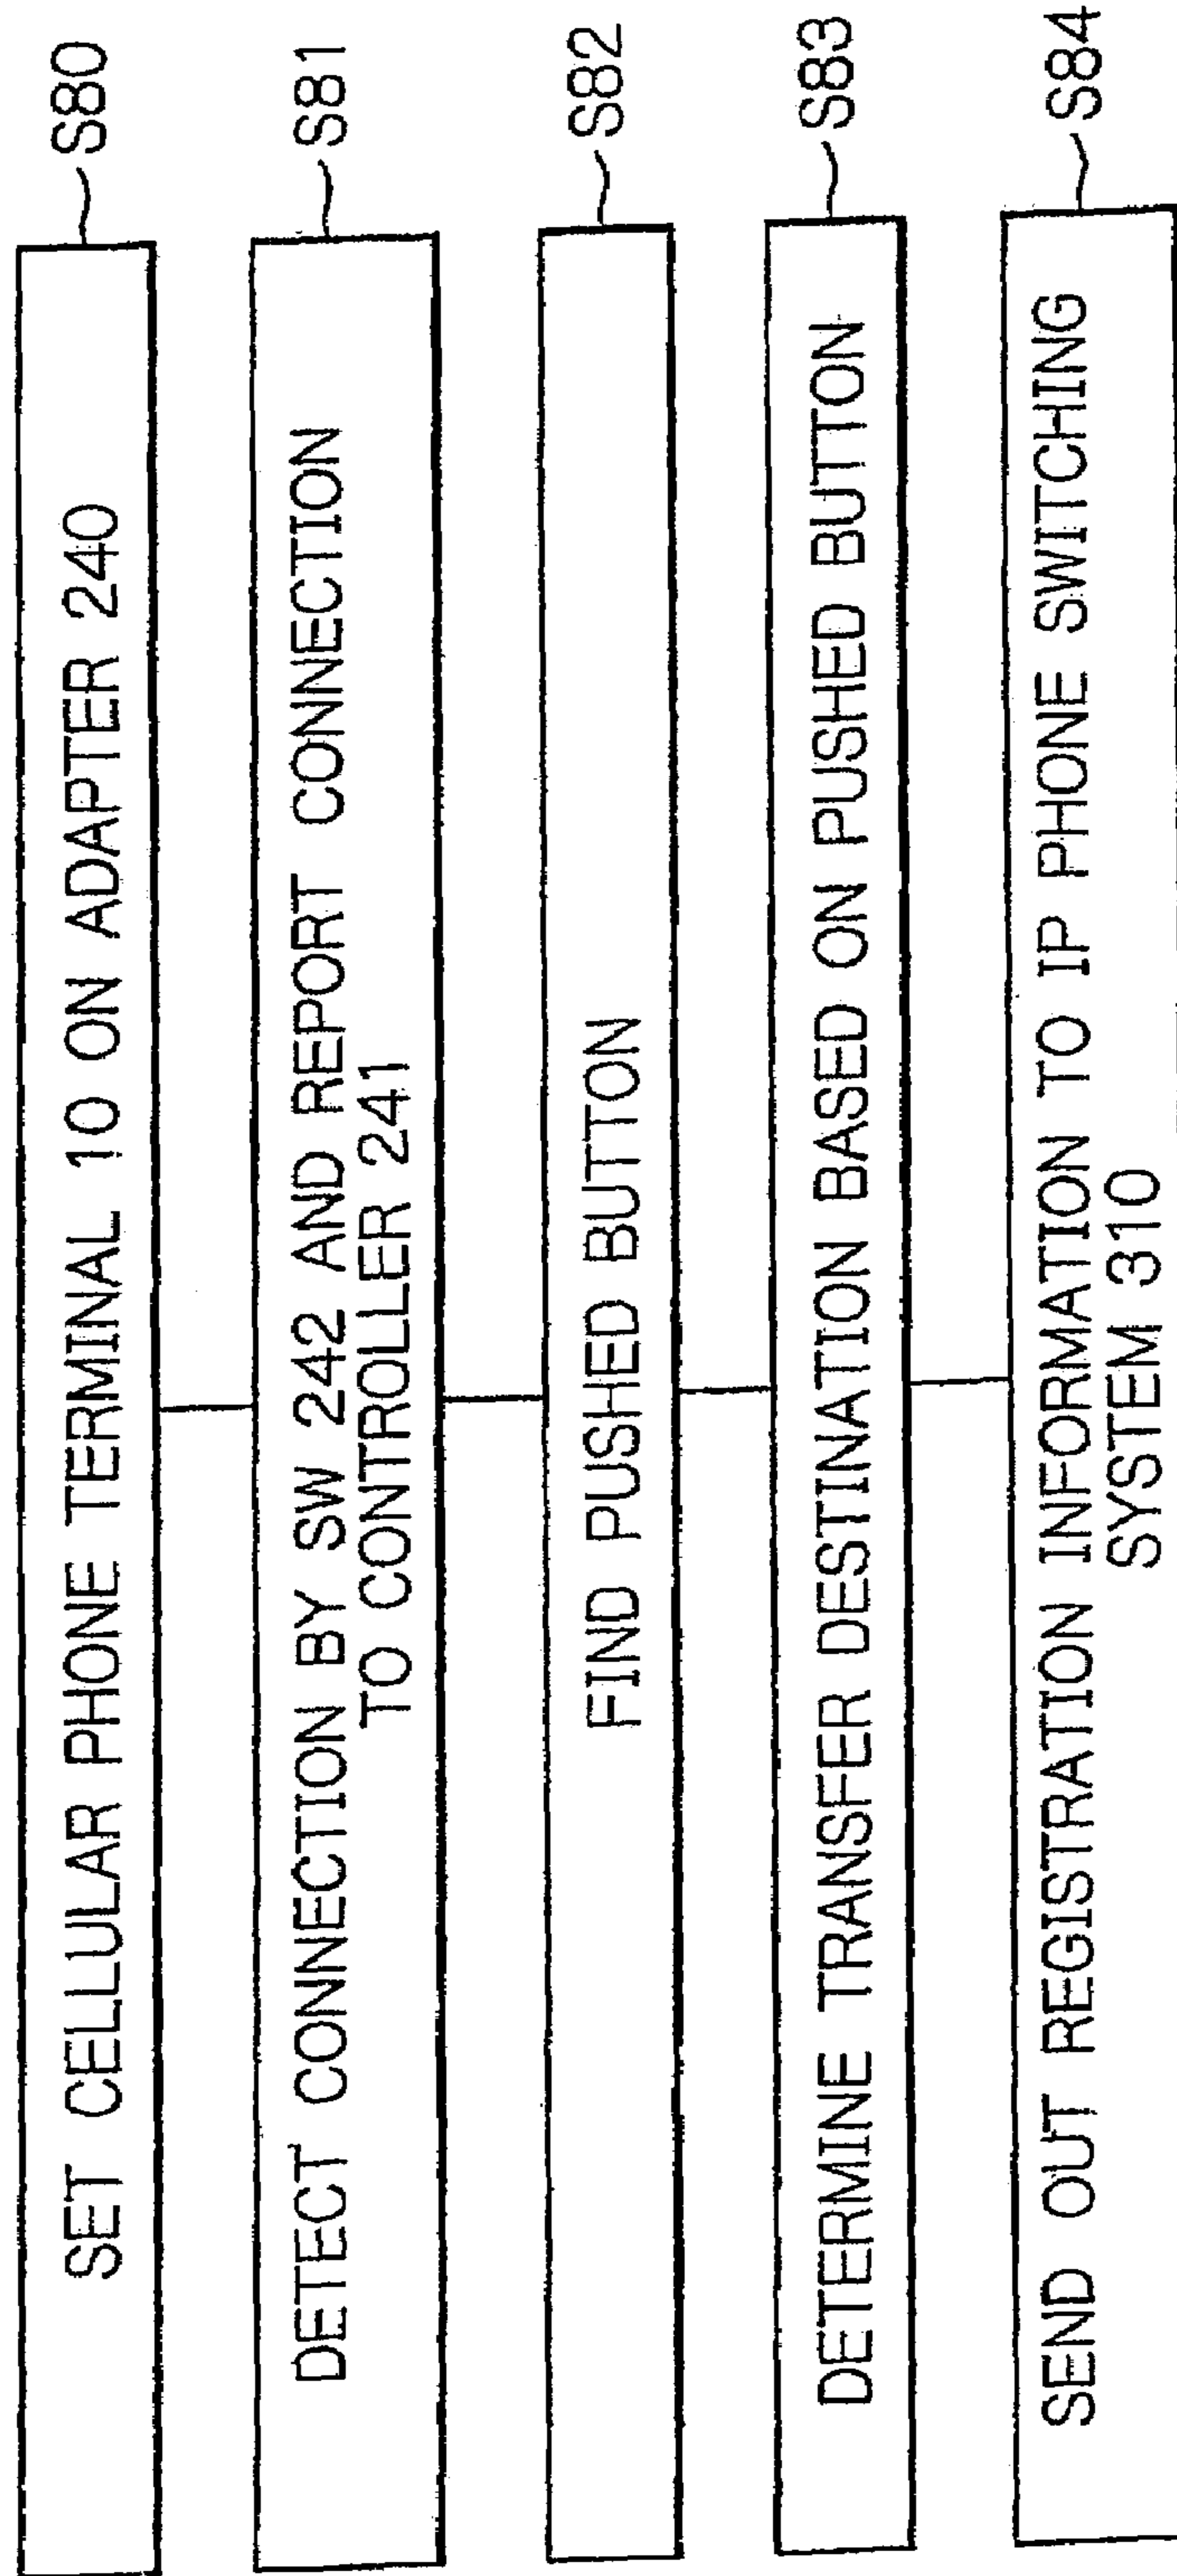 SET CELLULAR PHONE TERMINAL 10 ON ADAPTER 240
S80
DETECT CONNECTION BY SW 242 AND REPORT CONNECTION
TO CONTROLLER 241
S81
FIND PUSHED BUTTON
S82
DETERMINE TRANSFER DESTINATION BASED ON PUSHED BUTTON
S83
SEND OUT REGISTRATION INFORMATION TO IP PHONE SWITCHING
SYSTEM 310
S84